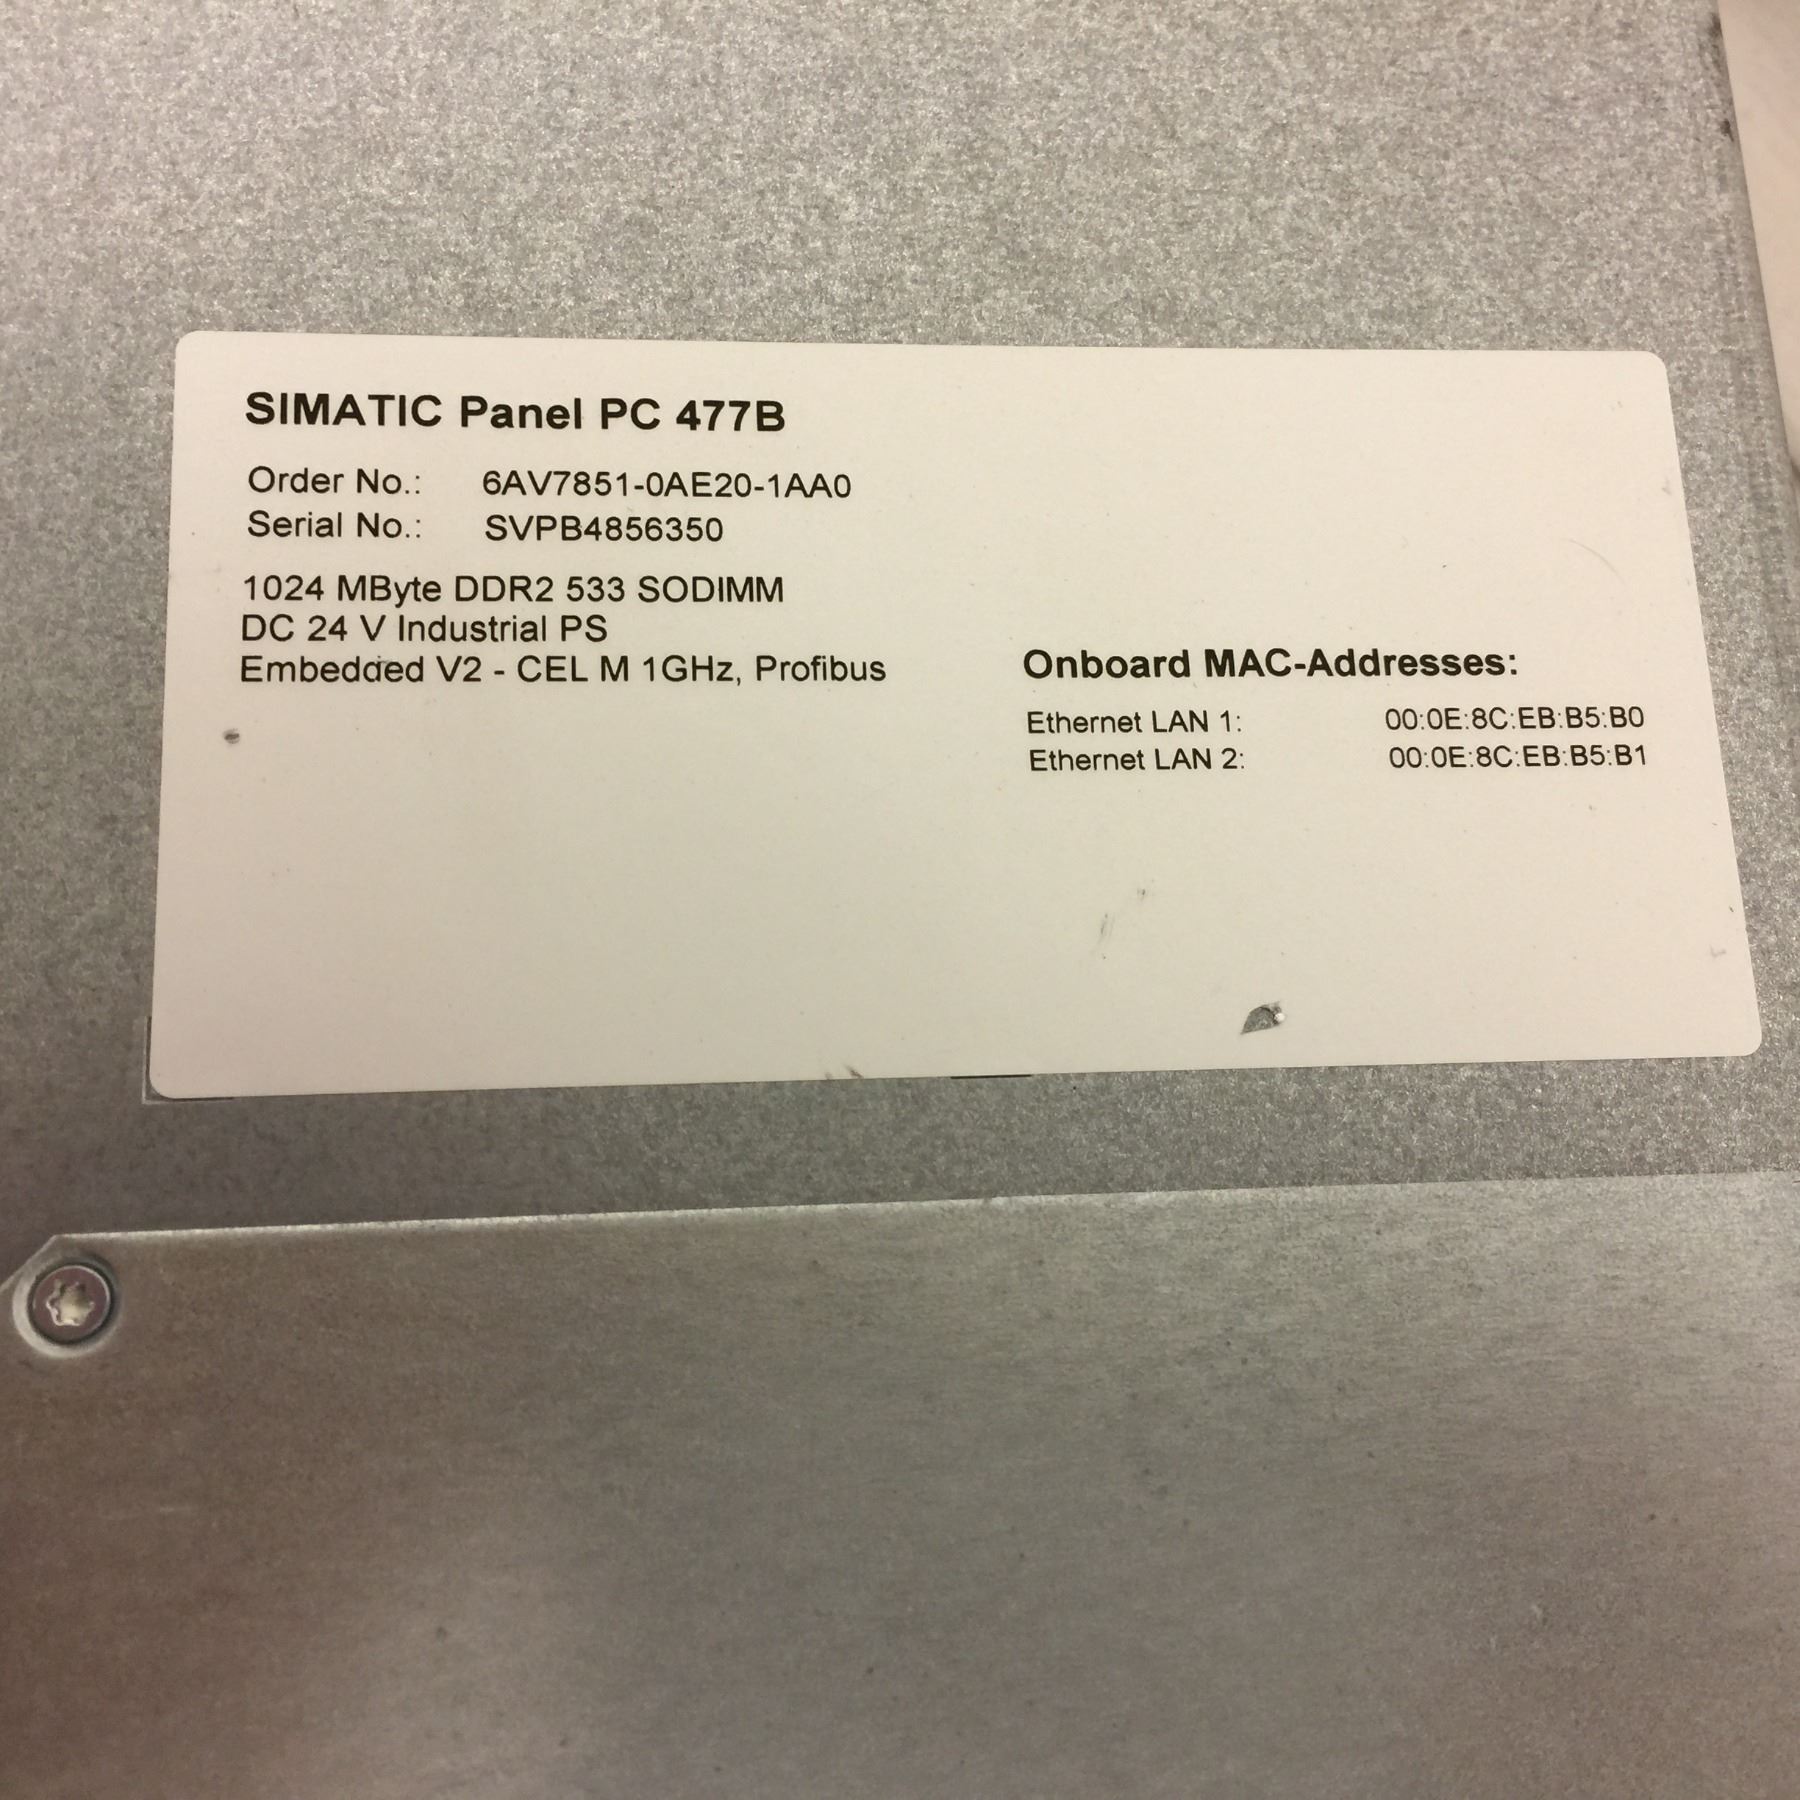 SIMATIC Panel PC 477B
Order No.: 6AV7851-0AE20-1AA0
Serial No.: SVPB4856350
1024 MByte DDR2 533 SODIMM
DC 24 V Industrial PS
Embedded V2 - CEL M 1GHz, Profibus
Onboard MAC-Addresses:
Ethernet LAN 1: 00:0E:8C:EB:B5:B0
Ethernet LAN 2: 00:0E:8C:EB:B5:B1